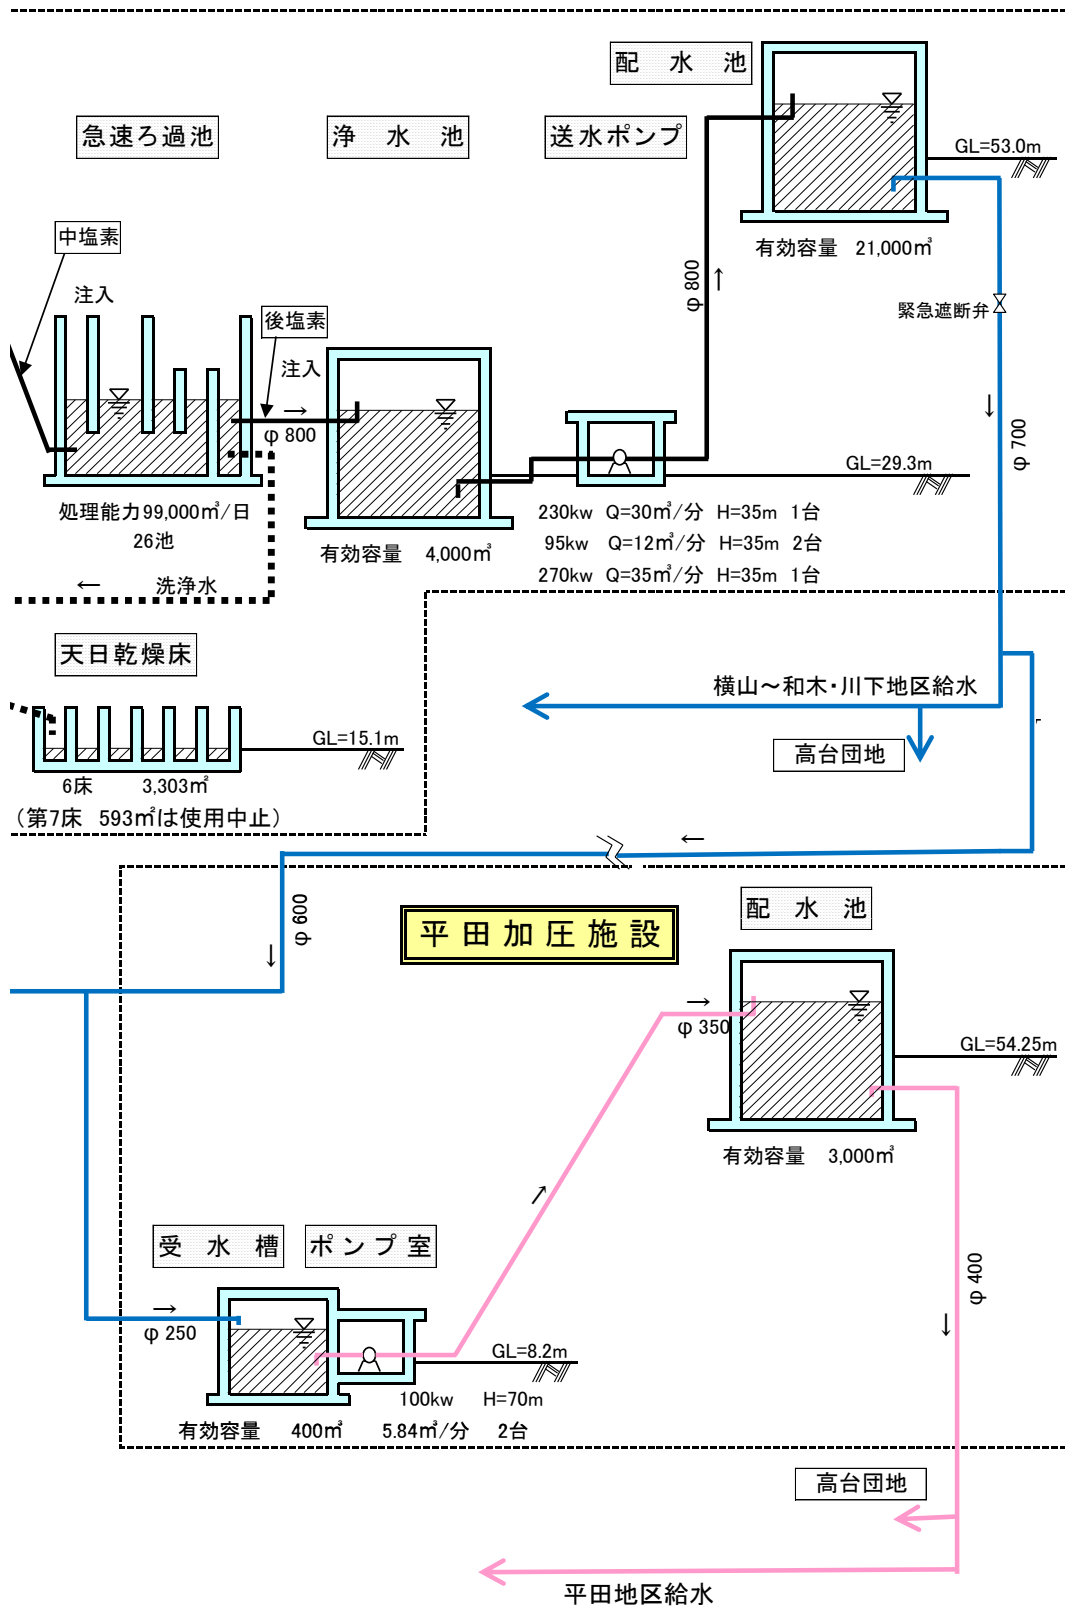 配水池
急速ろ過池
浄水池
送水ポンプ
GL=53.0m
中塩素
注入
有効容量 21,000㎥
φ 800
↑
緊急遮断弁
後塩素
注入
→
φ 800
↓
φ 700
GL=29.3m
処理能力99,000㎥/日
26池
有効容量 4,000㎥
230kw Q=30㎥/分 H=35m 1台
95kw Q=12㎥/分 H=35m 2台
270kw Q=35㎥/分 H=35m 1台
← 洗浄水
天日乾燥床
横山～和木・川下地区給水
GL=15.1m
高台団地
6床 3,303㎡
（第7床 593㎡は使用中止）
←
φ 600
↓
平田加圧施設
配水池
→
φ 350
GL=54.25m
有効容量 3,000㎥
↗
受水槽
ポンプ室
φ 400
↓
→
φ 250
GL=8.2m
100kw H=70m
有効容量 400㎥ 5.84㎥/分 2台
高台団地
平田地区給水